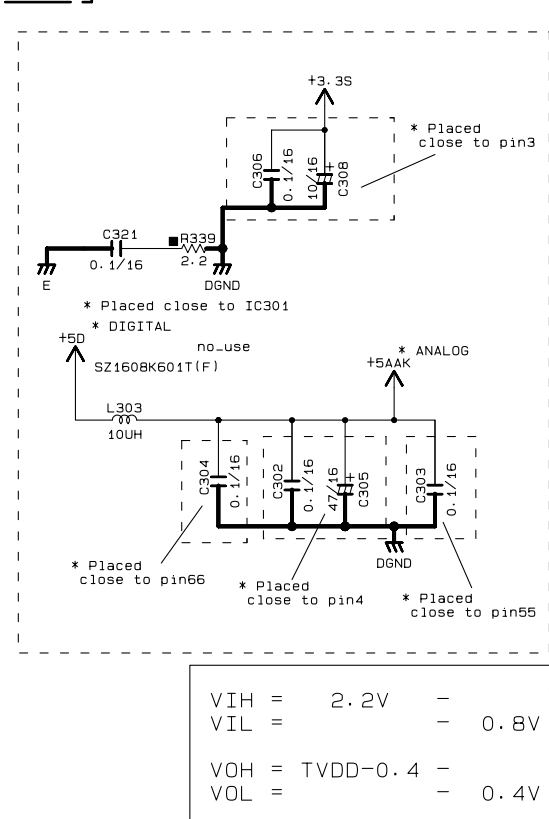 +3.3S
* Placed
close to pin3
C306
0.1/16
10/16
+
C308
C321
0.1/16
■ R339
2.2
E
DGND
* Placed close to IC301
* DIGITAL
+5D
no_use
SZ1608K601T(F)
* ANALOG
+5AAK
L303
10UH
C304
0.1/16
C302
0.1/16
47/16
+
C305
C303
0.1/16
DGND
* Placed
close to pin66
* Placed
close to pin4
* Placed
close to pin55
VIH = 2.2V -
VIL = - 0.8V
VOH = TVDD-0.4 -
VOL = - 0.4V